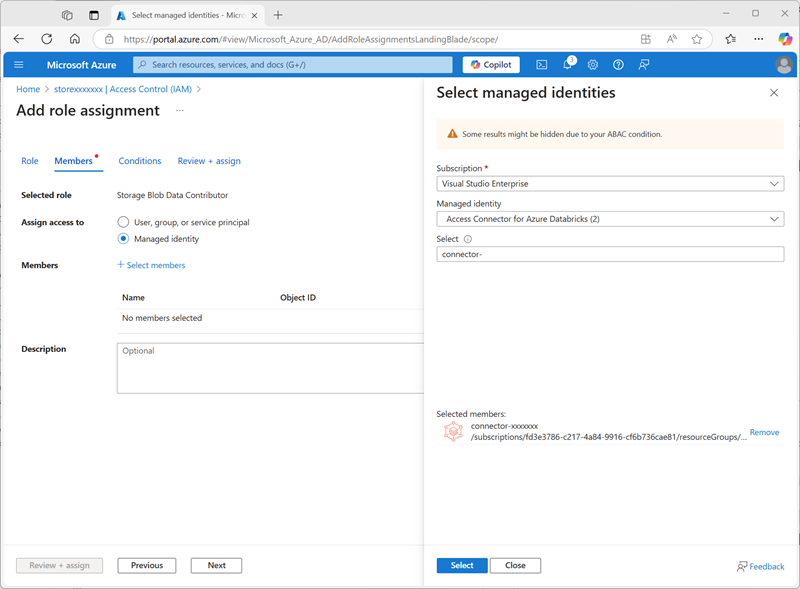 Select managed identities - Micro
https://portal.azure.com/#view/Microsoft_Azure_AD/AddRoleAssignmentsLandingBlade/scope/
Microsoft Azure
Search resources, services, and docs (G+/)
Copilot
1
Home > storexxxxxxx | Access Control (IAM) >
Add role assignment ...
Role Members Conditions Review + assign
Selected role Storage Blob Data Contributor
Assign access to User, group, or service principal
Managed identity
Members + Select members
Name Object ID
No members selected
Description Optional
Review + assign Previous Next
Select managed identities
Some results might be hidden due to your ABAC condition.
Subscription *
Visual Studio Enterprise
Managed identity
Access Connector for Azure Databricks (2)
Select
connector-
Selected members:
connector-xxxxxxx
/subscriptions/fd3e3786-c217-4a84-9916-cf6b736cae81/resourceGroups/...
Remove
Select Close Feedback